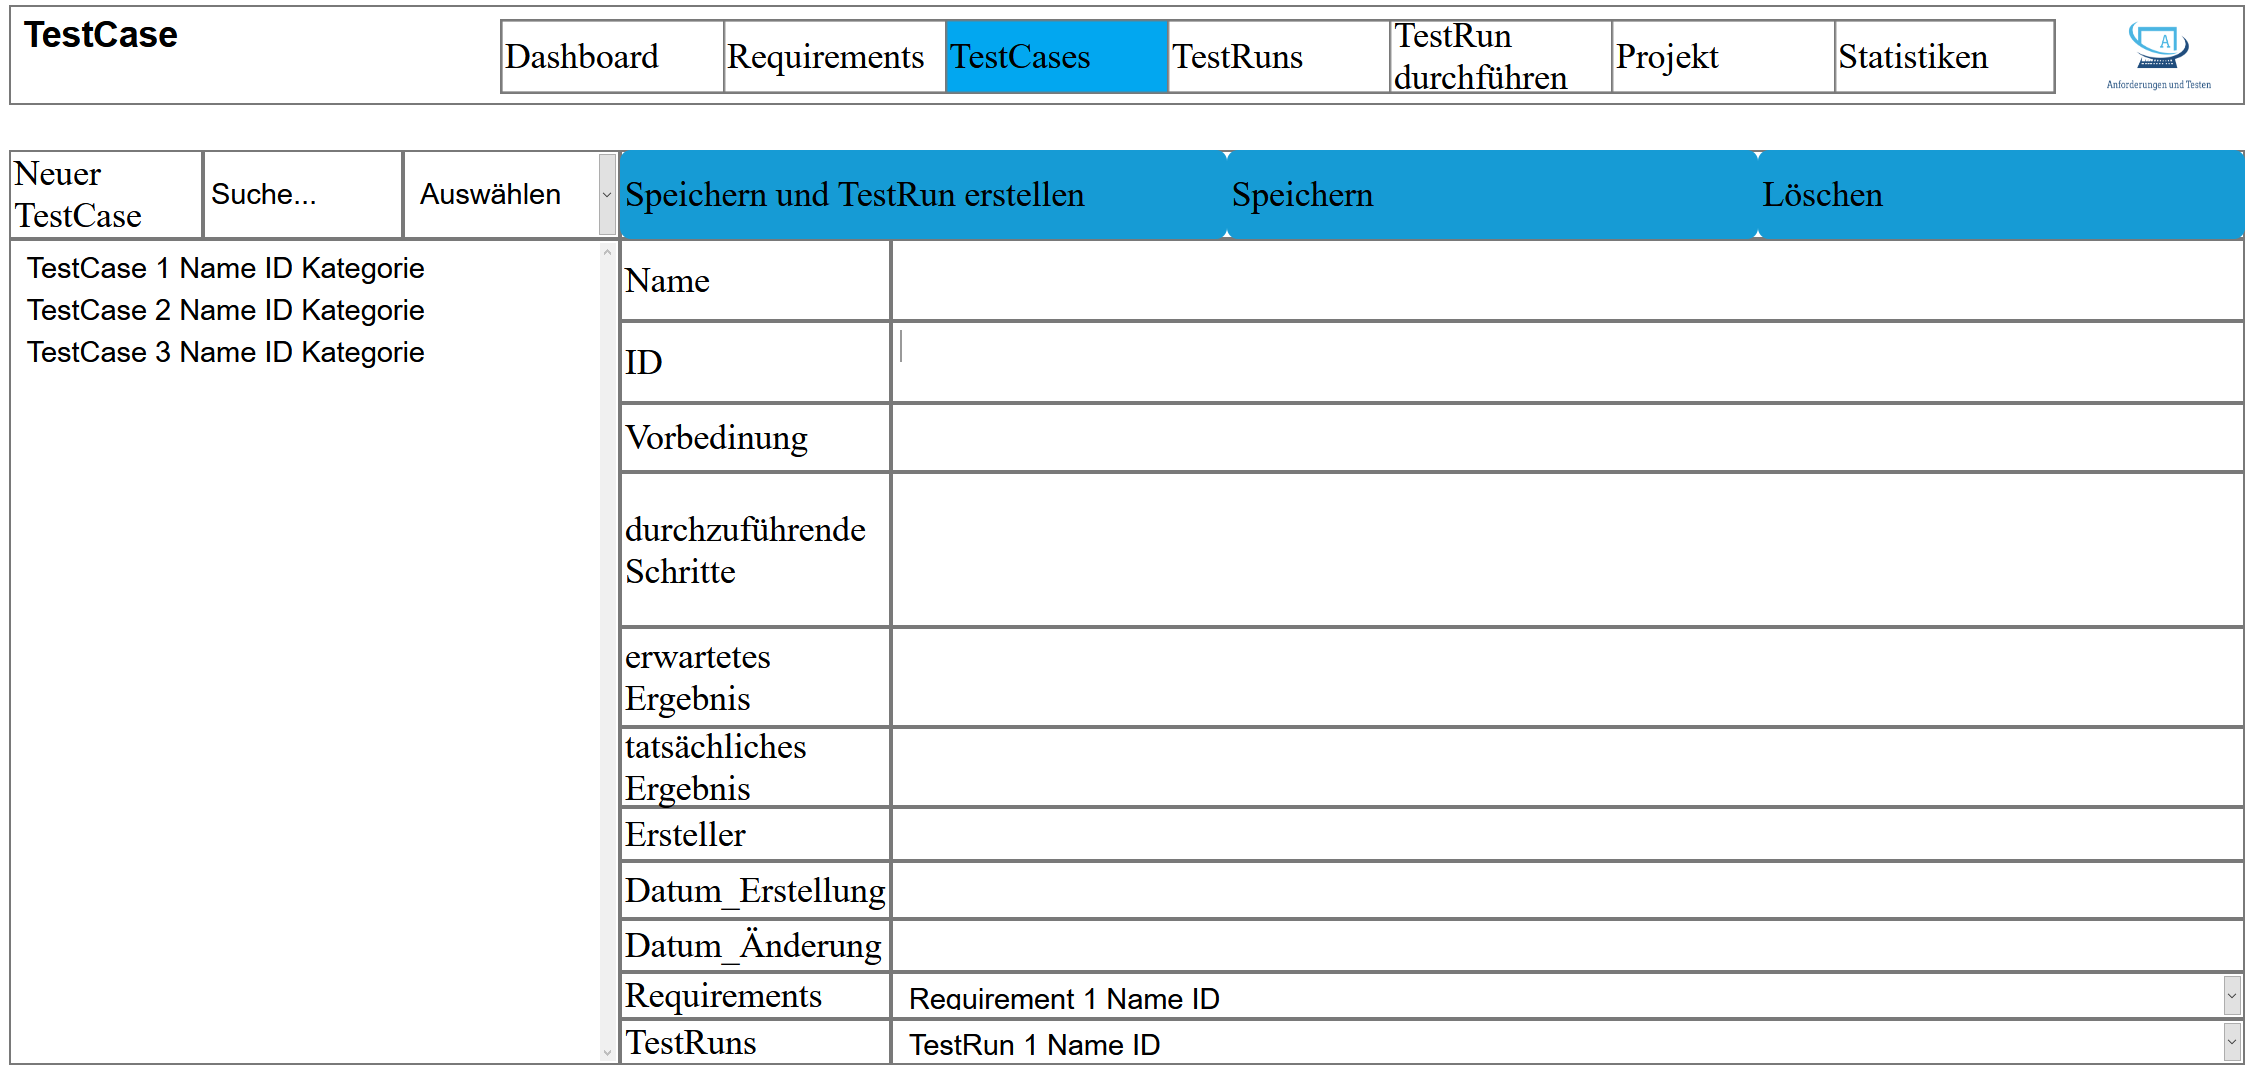 TestCase
Dashboard
Requirements
TestCases
TestRuns
TestRun
durchführen
Projekt
Statistiken
A
Anforderungen und Testen
Neuer
TestCase
Suche...
Auswählen
Speichern und TestRun erstellen
Speichern
Löschen
TestCase 1 Name ID Kategorie
TestCase 2 Name ID Kategorie
TestCase 3 Name ID Kategorie
Name
ID
Vorbedinung
durchzuführende
Schritte
erwartetes
Ergebnis
tatsächliches
Ergebnis
Ersteller
Datum_Erstellung
Datum_Änderung
Requirements
Requirement 1 Name ID
TestRuns
TestRun 1 Name ID